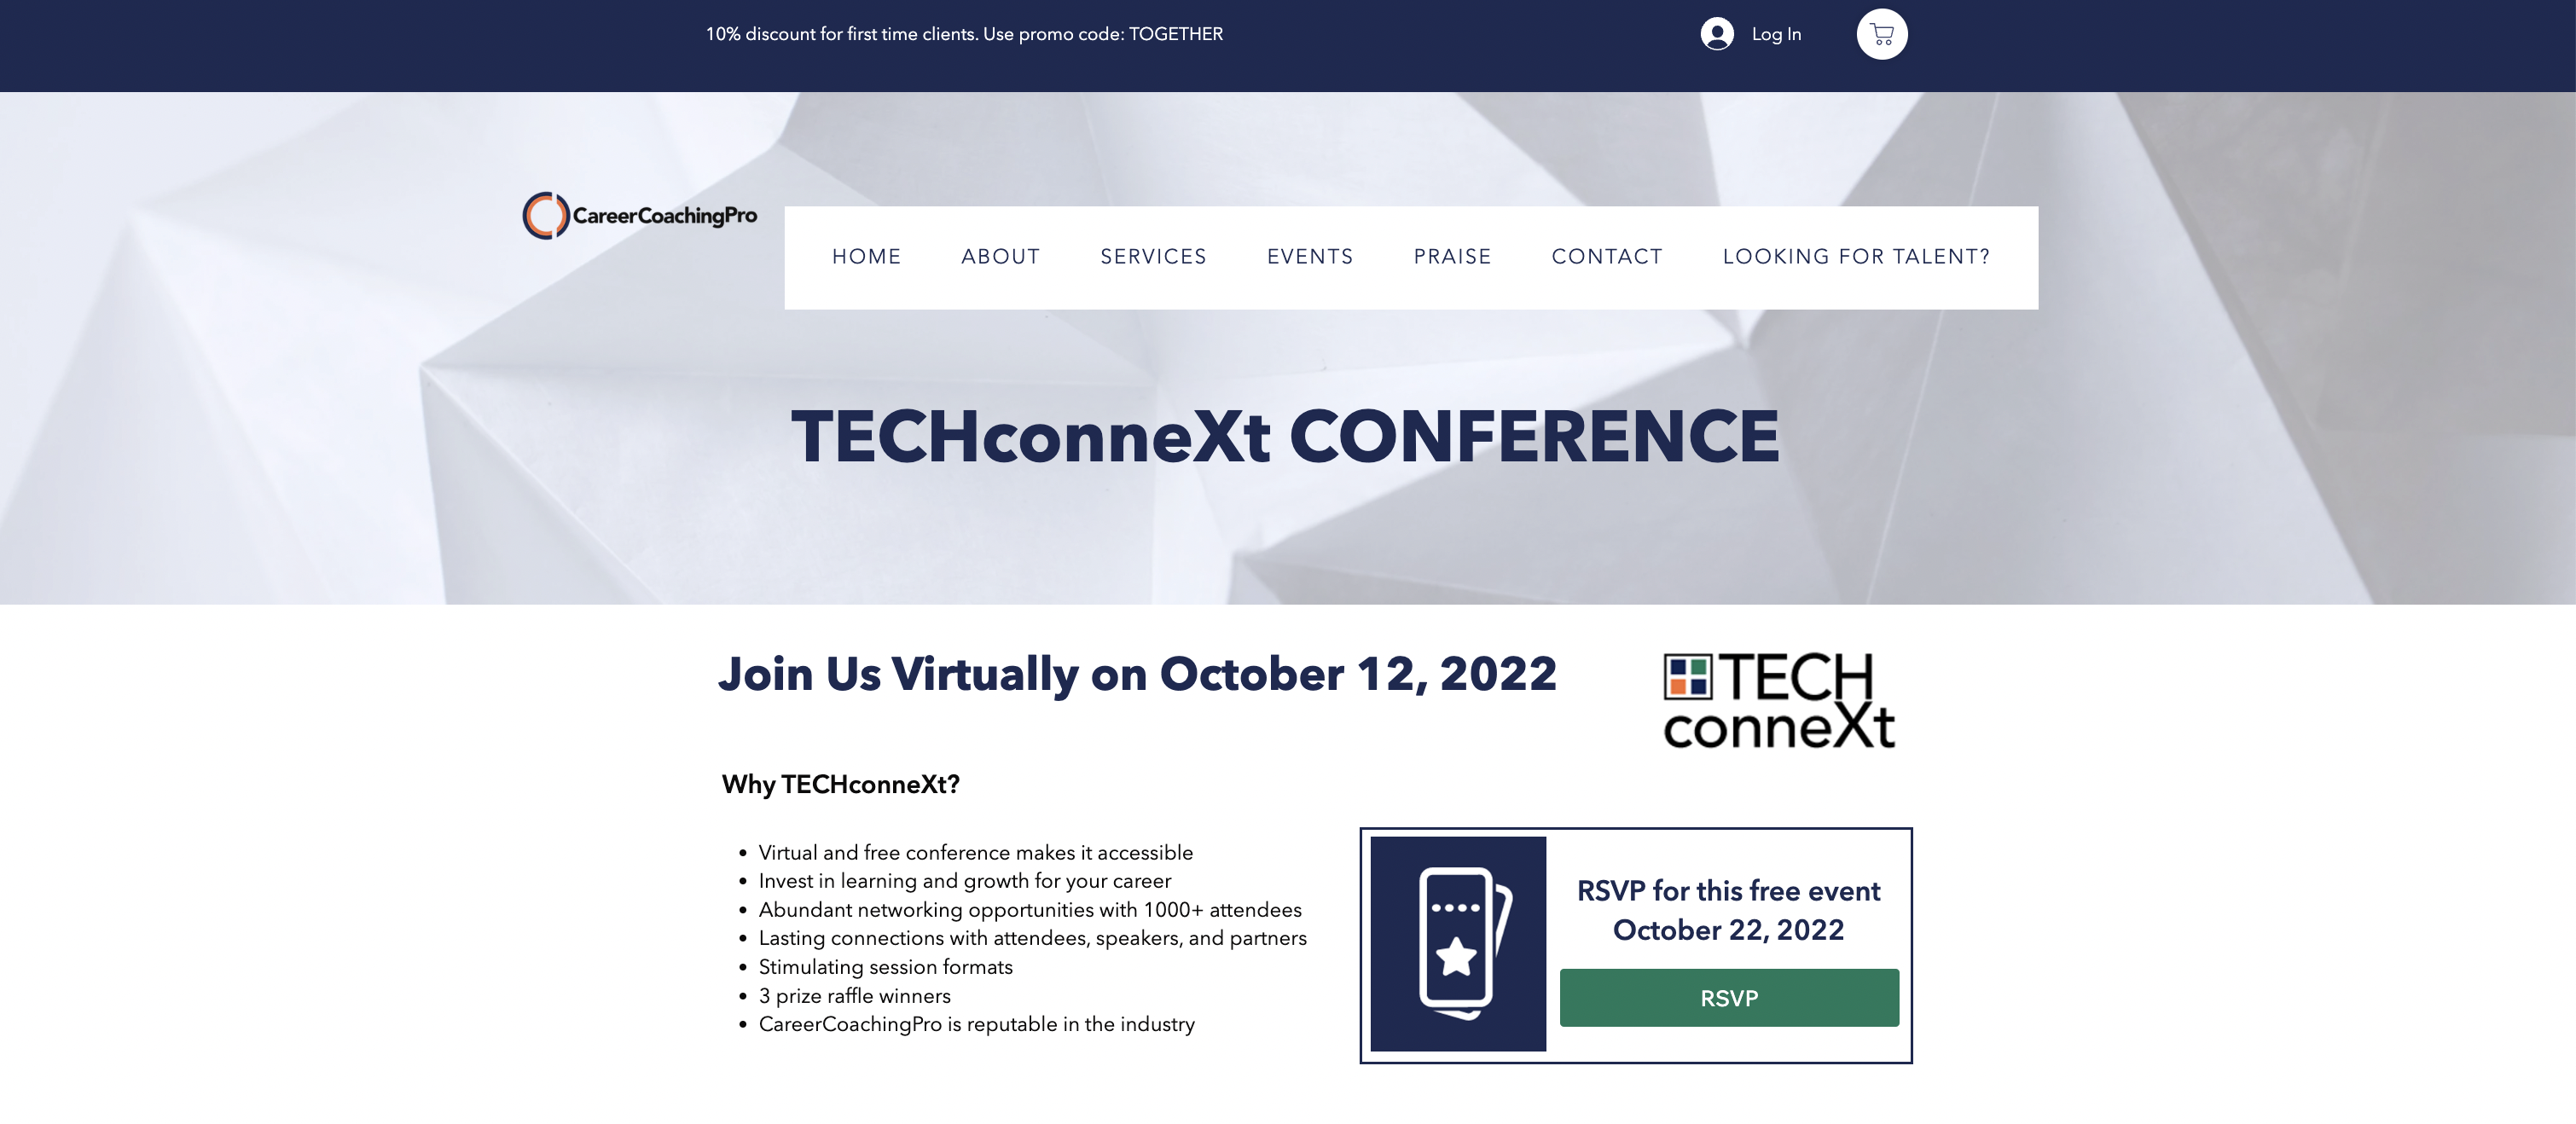 10% discount for first time clients. Use promo code: TOGETHER
Log In
CareerCoachingPro
HOME ABOUT SERVICES EVENTS PRAISE CONTACT LOOKING FOR TALENT?
TECHconneXt CONFERENCE
Join Us Virtually on October 12, 2022
TECH
conneXt
Why TECHconneXt?
Virtual and free conference makes it accessible
Invest in learning and growth for your career
Abundant networking opportunities with 1000+ attendees
Lasting connections with attendees, speakers, and partners
Stimulating session formats
3 prize raffle winners
CareerCoachingPro is reputable in the industry
RSVP for this free event
October 22, 2022
RSVP